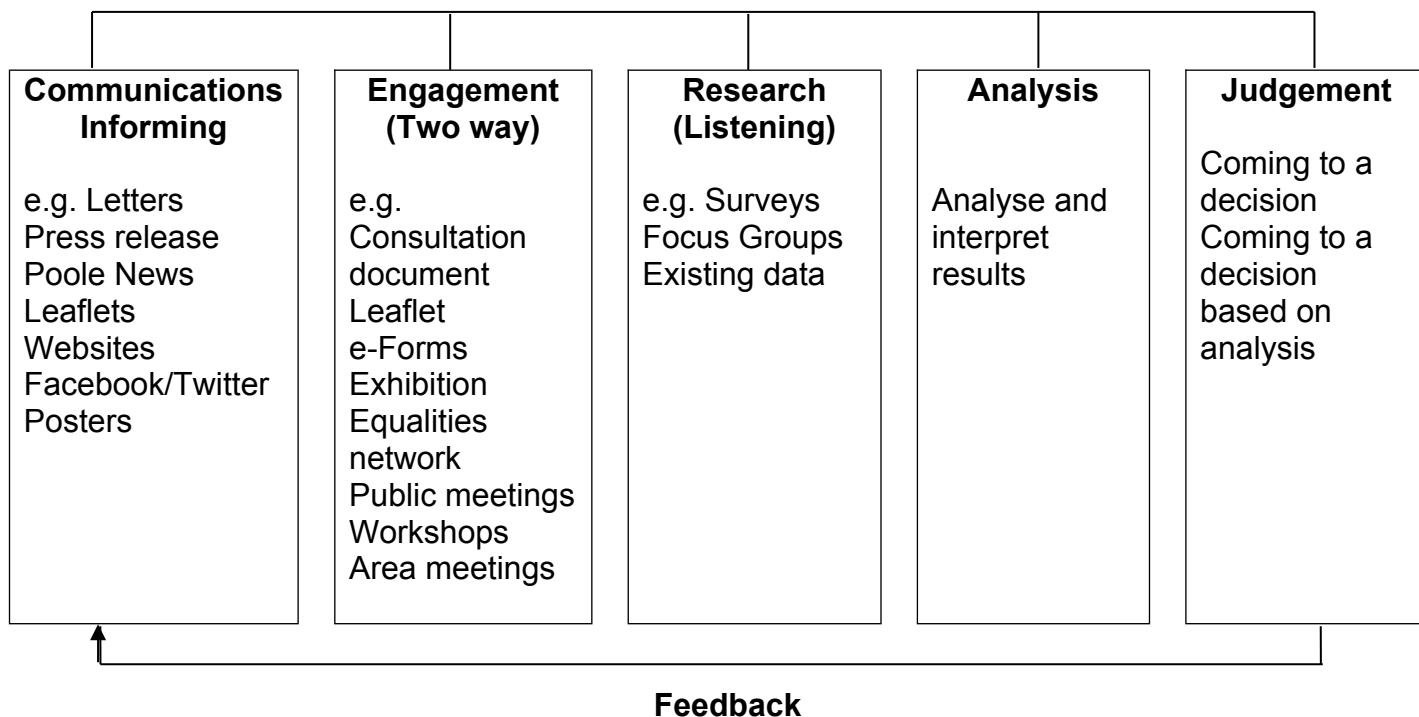 Communications
Informing
e.g. Letters
Press release
Poole News
Leaflets
Websites
Facebook/Twitter
Posters
Engagement
(Two way)
e.g.
Consultation
document
Leaflet
e-Forms
Exhibition
Equalities
network
Public meetings
Workshops
Area meetings
Research
(Listening)
e.g. Surveys
Focus Groups
Existing data
Analysis
Analyse and
interpret
results
Judgement
Coming to a
decision
Coming to a
decision
based on
analysis
Feedback